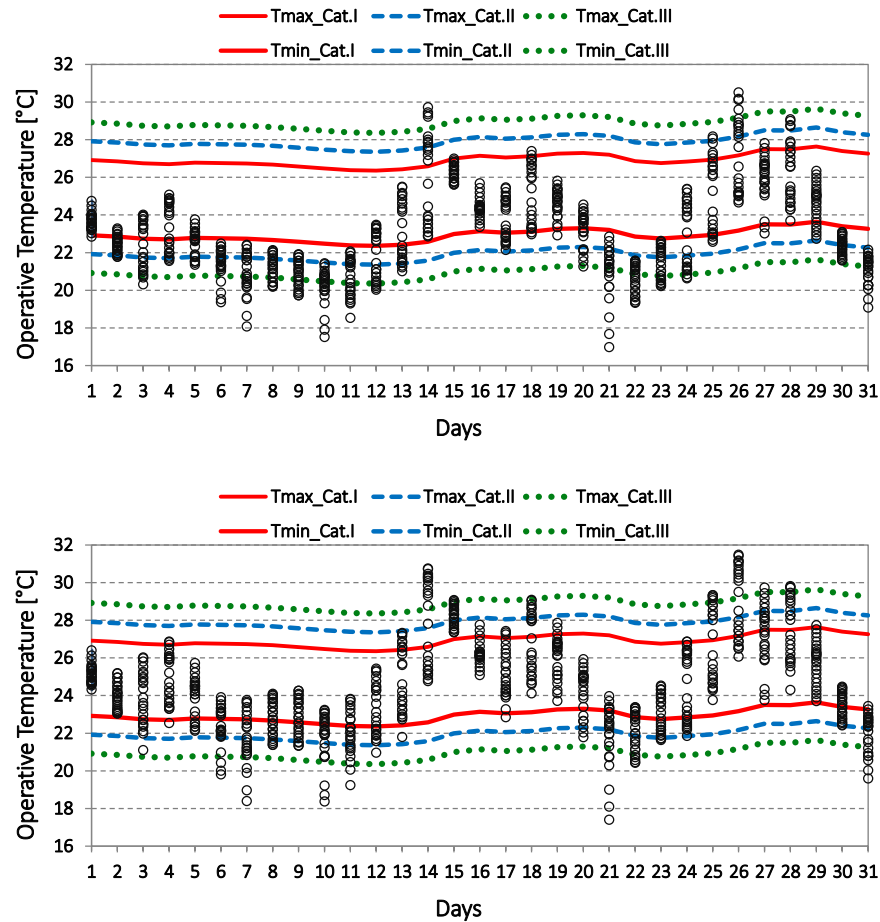 Tmax_Cat.I Tmax_Cat.II Tmax_Cat.III
Tmin_Cat.I Tmin_Cat.II Tmin_Cat.III
Operative Temperature [°C]
32
30
28
26
24
22
20
18
16
1 2 3 4 5 6 7 8 9 10 11 12 13 14 15 16 17 18 19 20 21 22 23 24 25 26 27 28 29 30 31
Days
Tmax_Cat.I Tmax_Cat.II Tmax_Cat.III
Tmin_Cat.I Tmin_Cat.II Tmin_Cat.III
Operative Temperature [°C]
32
30
28
26
24
22
20
18
16
1 2 3 4 5 6 7 8 9 10 11 12 13 14 15 16 17 18 19 20 21 22 23 24 25 26 27 28 29 30 31
Days